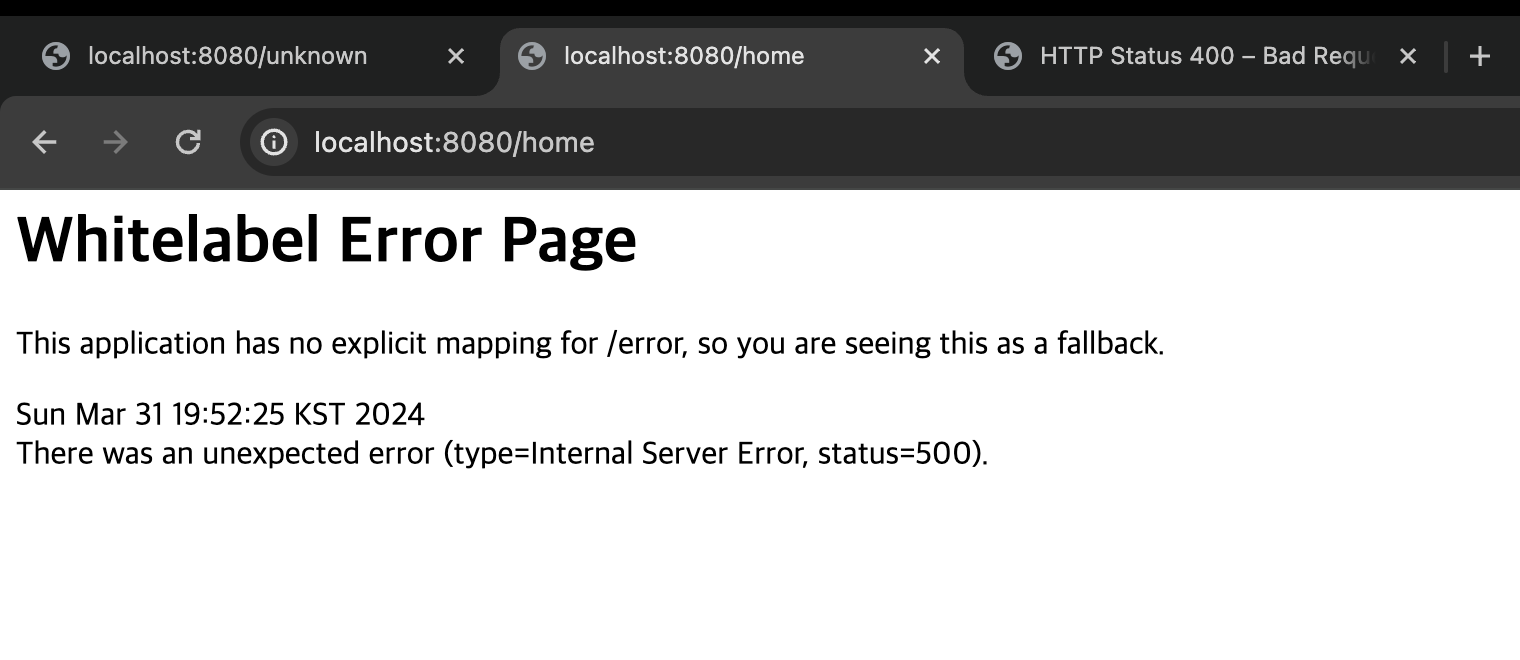 localhost:8080/unknown
localhost:8080/home
HTTP Status 400 – Bad Requ
localhost:8080/home
Whitelabel Error Page
This application has no explicit mapping for /error, so you are seeing this as a fallback.
Sun Mar 31 19:52:25 KST 2024
There was an unexpected error (type=Internal Server Error, status=500).